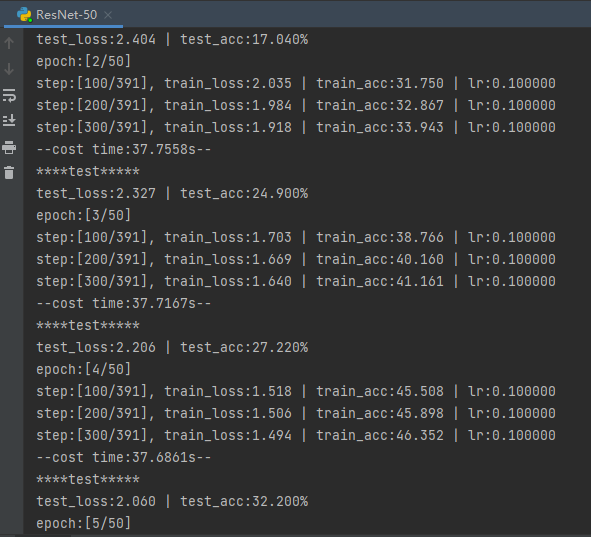 ResNet-50
test_loss:2.404 | test_acc:17.040%
epoch:[2/50]
step:[100/391], train_loss:2.035 | train_acc:31.750 | lr:0.100000
step:[200/391], train_loss:1.984 | train_acc:32.867 | lr:0.100000
step:[300/391], train_loss:1.918 | train_acc:33.943 | lr:0.100000
--cost time:37.7558s--
****test*****
test_loss:2.327 | test_acc:24.900%
epoch:[3/50]
step:[100/391], train_loss:1.703 | train_acc:38.766 | lr:0.100000
step:[200/391], train_loss:1.669 | train_acc:40.160 | lr:0.100000
step:[300/391], train_loss:1.640 | train_acc:41.161 | lr:0.100000
--cost time:37.7167s--
****test*****
test_loss:2.206 | test_acc:27.220%
epoch:[4/50]
step:[100/391], train_loss:1.518 | train_acc:45.508 | lr:0.100000
step:[200/391], train_loss:1.506 | train_acc:45.898 | lr:0.100000
step:[300/391], train_loss:1.494 | train_acc:46.352 | lr:0.100000
--cost time:37.6861s--
****test*****
test_loss:2.060 | test_acc:32.200%
epoch:[5/50]